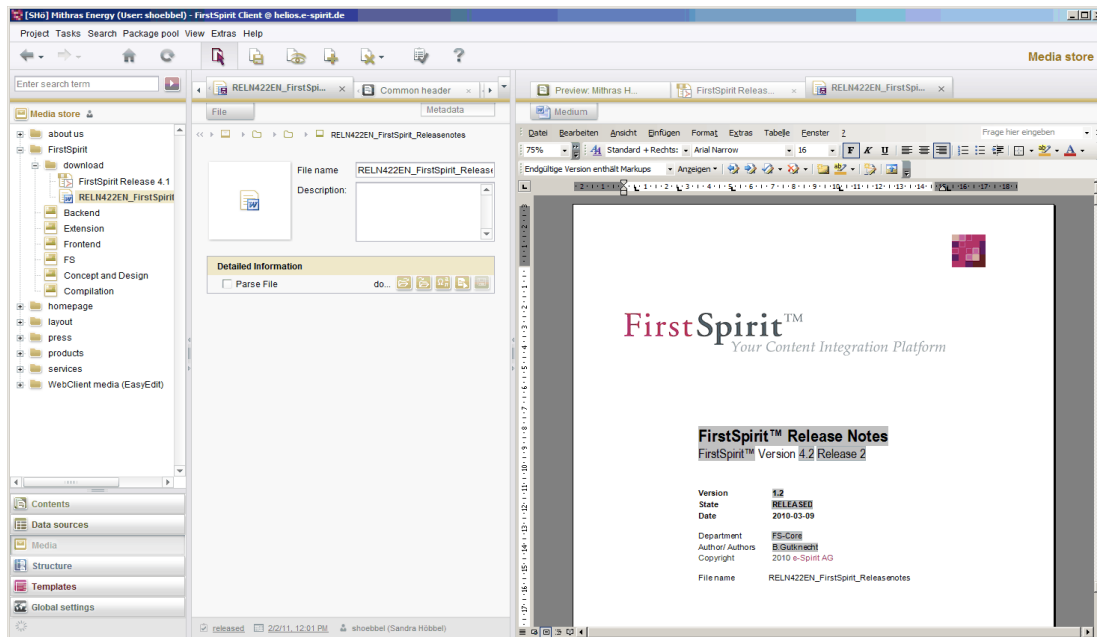 [SHö] Mithras Energy (User: shoebbel) - FirstSpirit Client @ helios.e-spirit.de
Project Tasks Search Package pool View Extras Help
Media store
Enter search term
RELN422EN_FirstSpi... x
Common header x
Preview: Mithras H...
FirstSpirit Releas... x
RELN422EN_FirstSpi... x
Media store
File
Metadata
Medium
about us
FirstSpirit
download
FirstSpirit Release 4.1
RELN422EN_FirstSpirit
Backend
Extension
Frontend
FS
Concept and Design
Compilation
homepage
layout
press
products
services
WebClient media (EasyEdit)
Contents
Data sources
Media
Structure
Templates
Global settings
RELN422EN_FirstSpirit_Releasenotes
File name
RELN422EN_FirstSpirit_Release
Description:
Detailed Information
Parse File
do...
released 2/2/11, 12:01 PM shoebbel (Sandra Höbbel)
Datei Bearbeiten Ansicht Einfügen Format Extras Tabelle Fenster ? Frage hier eingeben
75% Standard + Rechts: Arial Narrow 16 F K U
Endgültige Version enthält Markups Anzeigen
FirstSpirit™
Your Content Integration Platform
FirstSpirit™ Release Notes
FirstSpirit™ Version 4.2 Release 2
Version 1.2
State RELEASED
Date 2010-03-09
Department FS-Core
Author/ Authors B.Gutknecht
Copyright 2010 e-Spirit AG
File name RELN422EN_FirstSpirit_Releasenotes